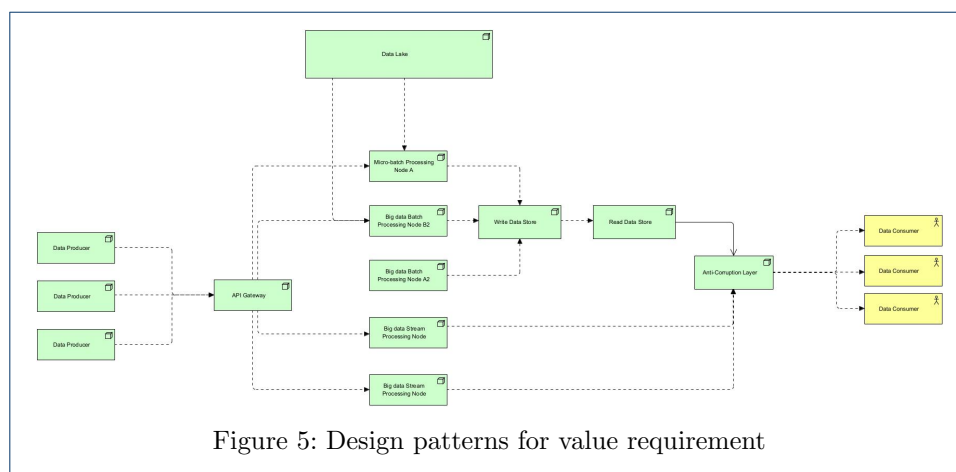 Data Lake
Micro-batch Processing
Node A
Big data Batch
Processing Node B2
Write Data Store
Read Data Store
Data Consumer
Data Producer
Big data Batch
Processing Node A2
Anti-Corruption Layer
Data Consumer
Data Producer
API Gateway
Data Consumer
Data Producer
Big data Stream
Processing Node
Big data Stream
Processing Node
Figure 5: Design patterns for value requirement